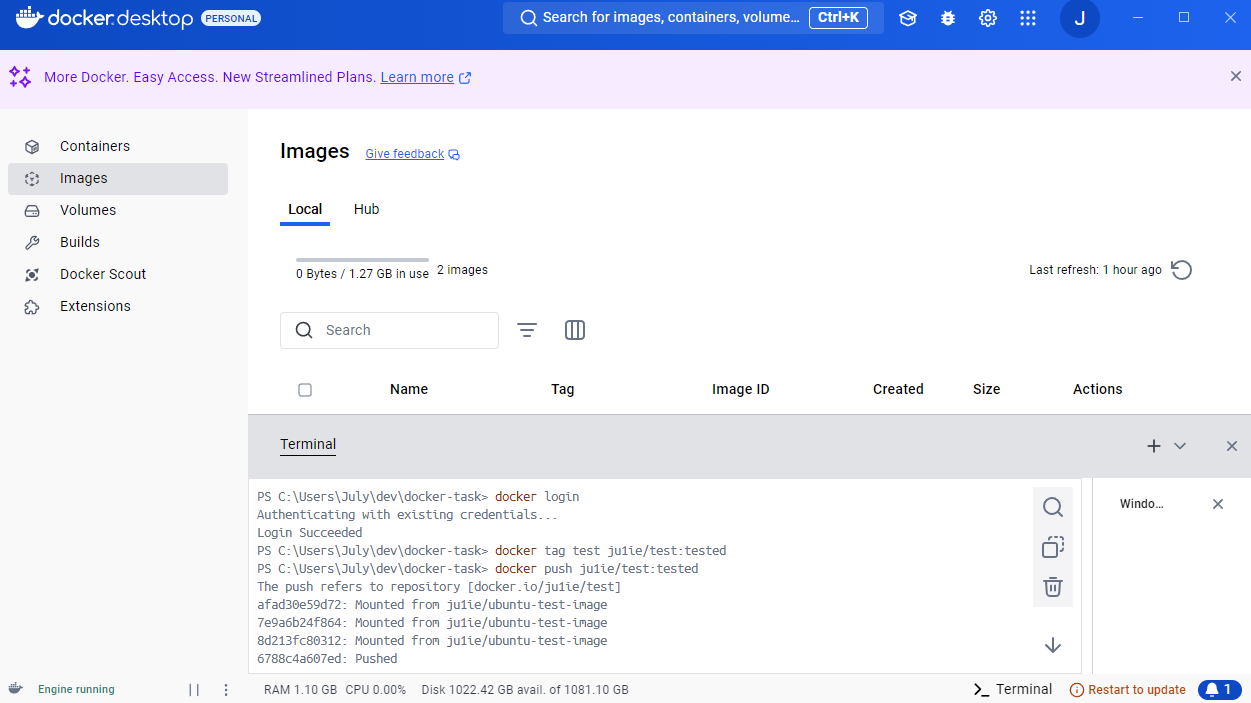 docker.desktop PERSONAL
Search for images, containers, volume... Ctrl+K
J
More Docker. Easy Access. New Streamlined Plans. Learn more
Containers
Images
Volumes
Builds
Docker Scout
Extensions
Images Give feedback
Local Hub
0 Bytes / 1.27 GB in use 2 images
Last refresh: 1 hour ago
Search
Name Tag Image ID Created Size Actions
Terminal
PS C:\Users\July\dev\docker-task> docker login
Authenticating with existing credentials...
Login Succeeded
PS C:\Users\July\dev\docker-task> docker tag test ju1ie/test:tested
PS C:\Users\July\dev\docker-task> docker push ju1ie/test:tested
The push refers to repository [docker.io/ju1ie/test]
afad30e59d72: Mounted from ju1ie/ubuntu-test-image
7e9a6b24f864: Mounted from ju1ie/ubuntu-test-image
8d213fc80312: Mounted from ju1ie/ubuntu-test-image
6788c4a607ed: Pushed
Windo...
Engine running
RAM 1.10 GB CPU 0.00% Disk 1022.42 GB avail. of 1081.10 GB
Terminal
Restart to update
1